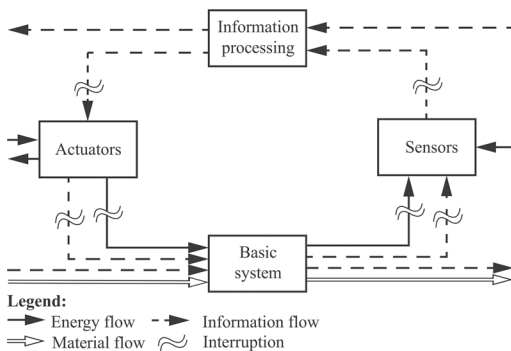 Information
processing
Actuators
Sensors
Basic
system
Legend:
Energy flow
Information flow
Material flow
Interruption